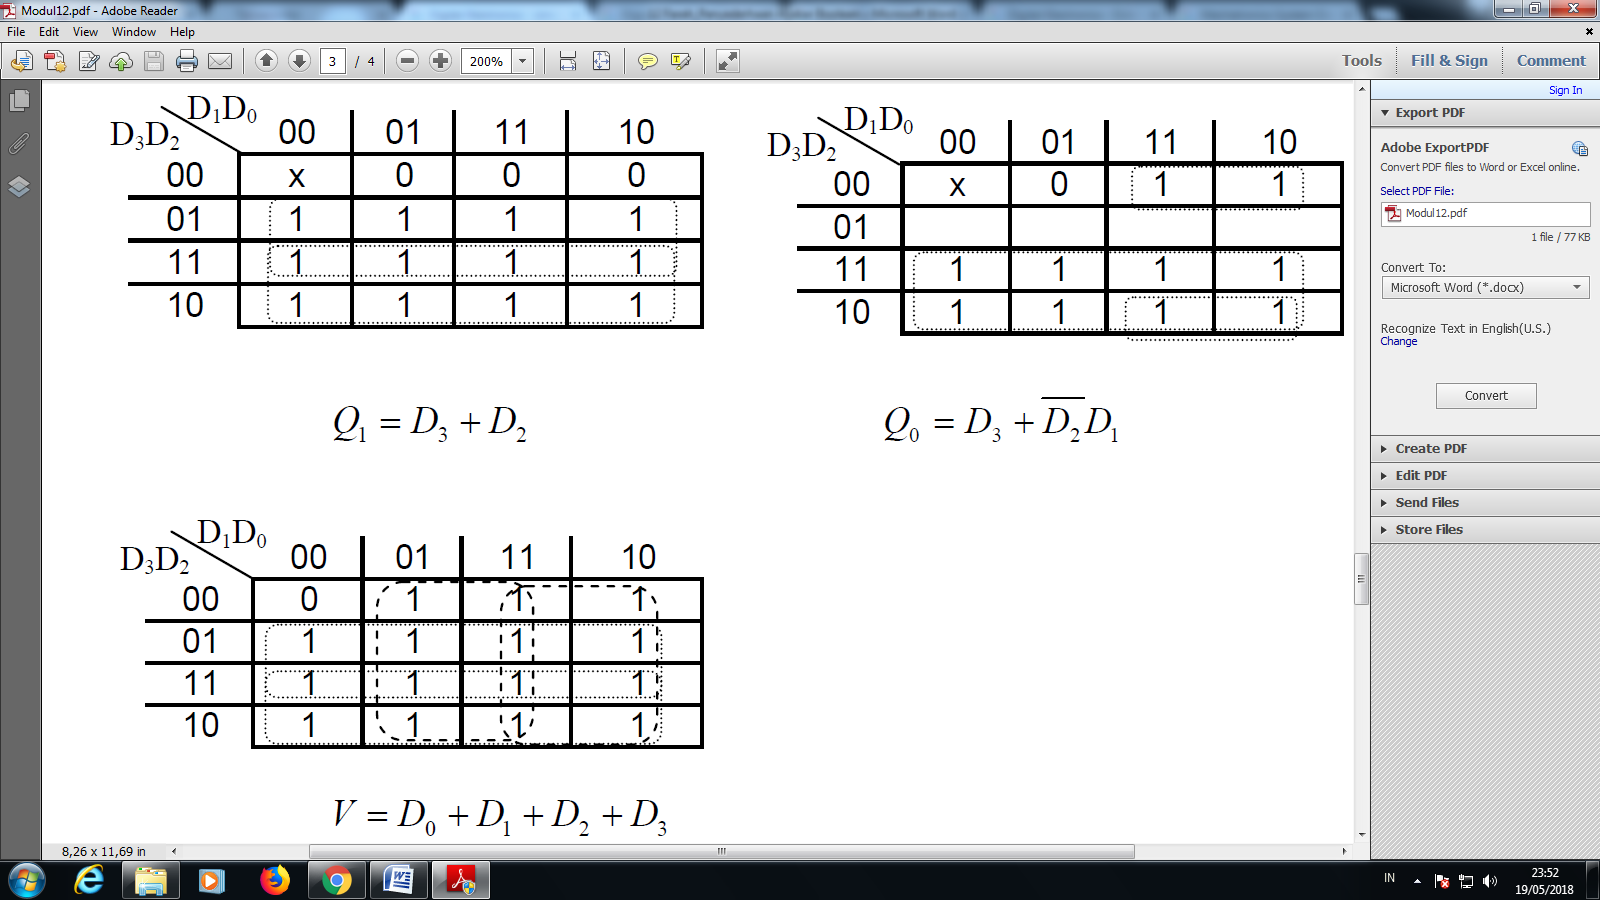 Modul12.pdf - Adobe Reader
File Edit View Window Help
3 / 4 200% Tools Fill & Sign Comment
Sign In
D₁D₀
D₃D₂ 00 01 11 10
00 x 0 0 0
01 1 1 1 1
11 1 1 1 1
10 1 1 1 1
Q₁ = D₃ + D₂
D₁D₀
D₃D₂ 00 01 11 10
00 x 0 1 1
01
11 1 1 1 1
10 1 1 1 1
Q₀ = D₃ + D̅₂D₁
D₁D₀
D₃D₂ 00 01 11 10
00 0 1 1 1
01 1 1 1 1
11 1 1 1 1
10 1 1 1 1
V = D₀ + D₁ + D₂ + D₃
Export PDF
Adobe ExportPDF
Convert PDF files to Word or Excel online.
Select PDF File:
Modul12.pdf
1 file / 77 KB
Convert To:
Microsoft Word (*.docx)
Recognize Text in English(U.S.)
Change
Convert
Create PDF
Edit PDF
Send Files
Store Files
8,26 x 11,69 in
IN
23:52
19/05/2018